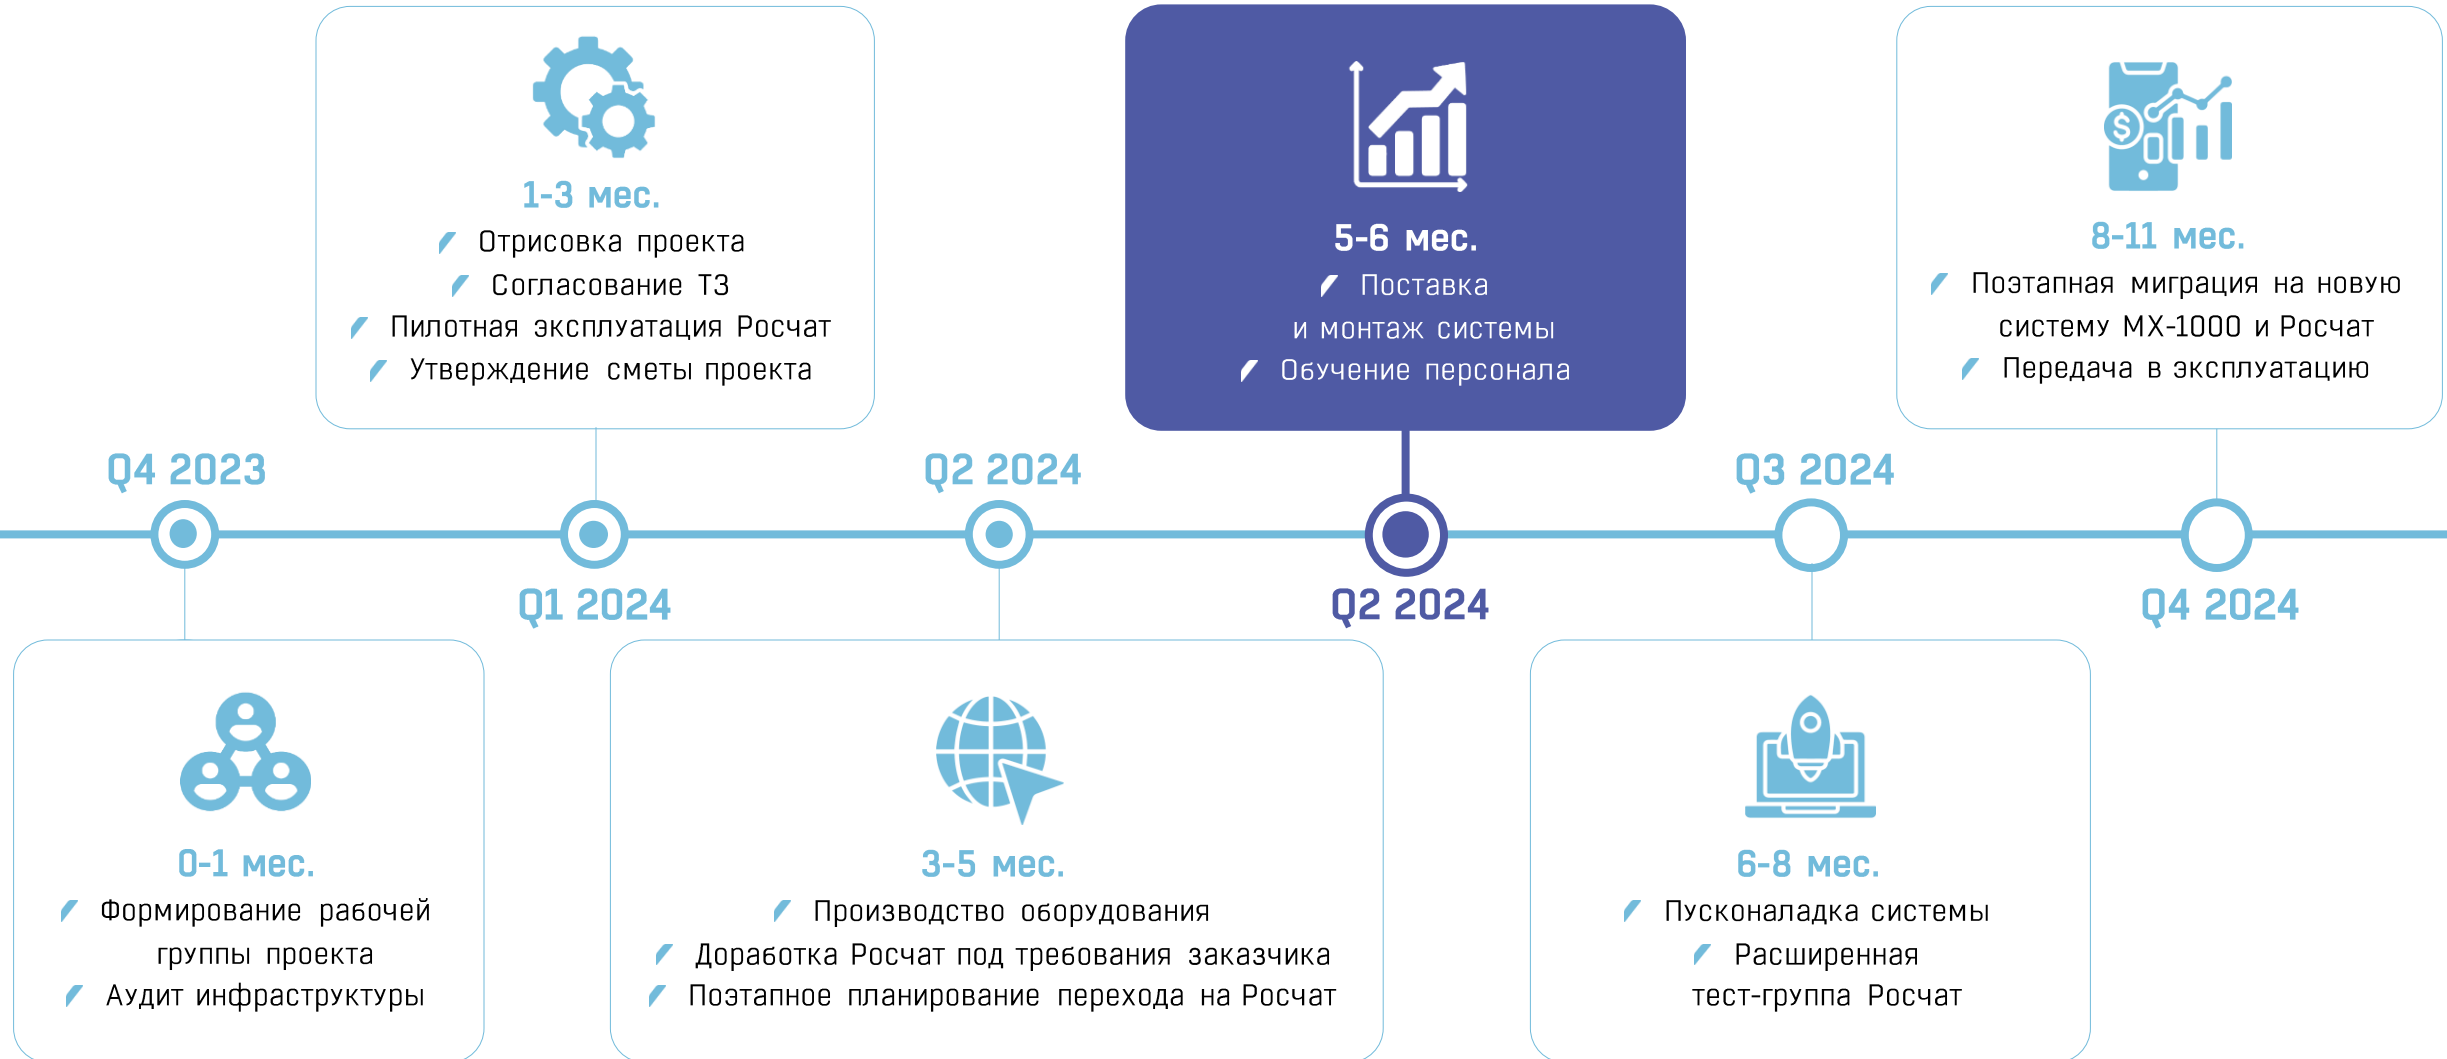 1-3 мес.
Отрисовка проекта
Согласование ТЗ
Пилотная эксплуатация Росчат
Утверждение сметы проекта
5-6 мес.
Поставка
и монтаж системы
Обучение персонала
$
8-11 мес.
Поэтапная миграция на новую
систему МХ-1000 и Росчат
Передача в эксплуатацию
Q4 2023
Q1 2024
Q2 2024
Q2 2024
Q3 2024
Q4 2024
0-1 мес.
Формирование рабочей
группы проекта
Аудит инфраструктуры
3-5 мес.
Производство оборудования
Доработка Росчат под требования заказчика
Поэтапное планирование перехода на Росчат
6-8 мес.
Пусконаладка системы
Расширенная
тест-группа Росчат